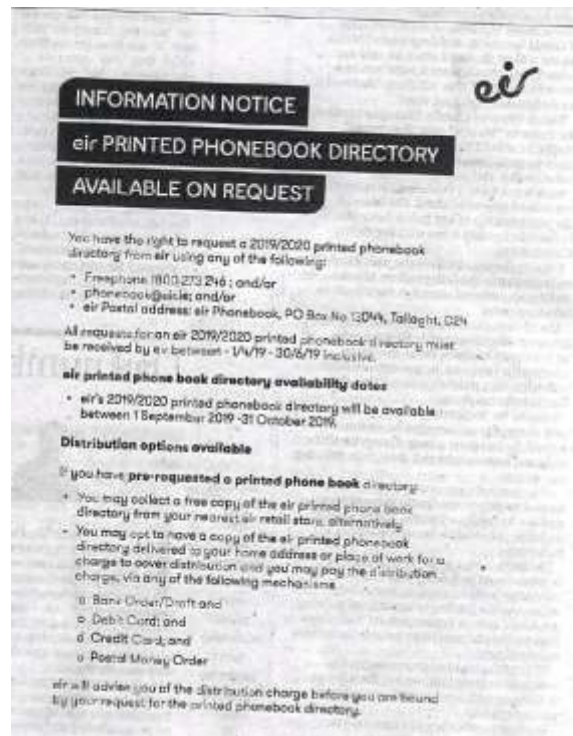 eir
INFORMATION NOTICE
eir PRINTED PHONEBOOK DIRECTORY
AVAILABLE ON REQUEST
You have the right to request a 2019/2020 printed phonebook
directory from eir using any of the following:
• Freephone 1800 273 246; and/or
• phonebook@eir.ie; and/or
• eir Postal address: eir Phonebook, PO Box No 13044, Tallaght, D24
All requests for an eir 2019/2020 printed phonebook directory must
be received by eir between - 1/4/19 - 30/6/19 inclusive.
eir printed phone book directory availability dates
• eir's 2019/2020 printed phonebook directory will be available
between 1 September 2019 -31 October 2019.
Distribution options available
If you have pre-requested a printed phone book directory
• You may collect a free copy of the eir printed phone book
directory from your nearest eir retail store, alternatively
• You may opt to have a copy of the eir printed phonebook
directory delivered to your home address or place of work for a
charge to cover distribution and you may pay the distribution
charge, via any of the following mechanisms
o Bank Order/Draft and
o Debit Card; and
o Credit Card; and
o Postal Money Order
eir will advise you of the distribution charge before you are bound
by your request for the printed phonebook directory.